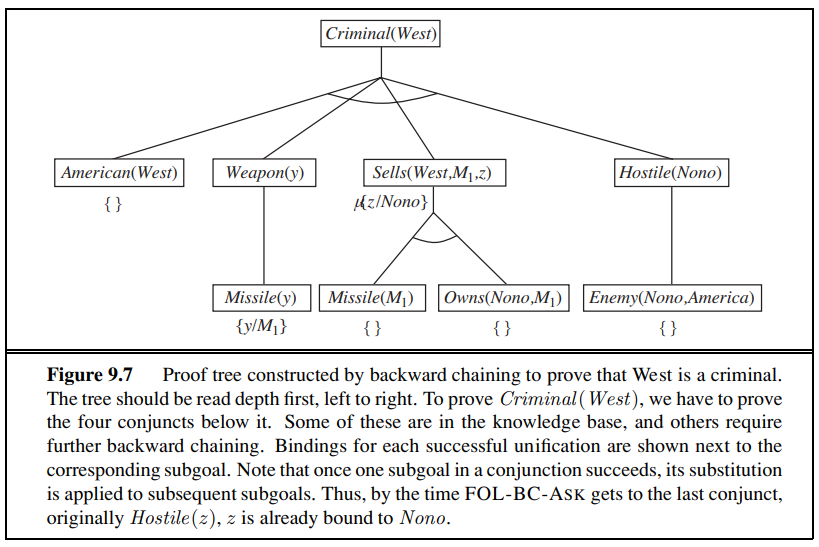 Criminal(West)
American(West) Weapon(y) Sells(West,M₁,z) Hostile(Nono)
{ } {z/Nono}
Missile(y) Missile(M₁) Owns(Nono,M₁) Enemy(Nono,America)
{y/M₁} { } { } { }
Figure 9.7 Proof tree constructed by backward chaining to prove that West is a criminal.
The tree should be read depth first, left to right. To prove Criminal(West), we have to prove
the four conjuncts below it. Some of these are in the knowledge base, and others require
further backward chaining. Bindings for each successful unification are shown next to the
corresponding subgoal. Note that once one subgoal in a conjunction succeeds, its substitution
is applied to subsequent subgoals. Thus, by the time FOL-BC-ASK gets to the last conjunct,
originally Hostile(z), z is already bound to Nono.